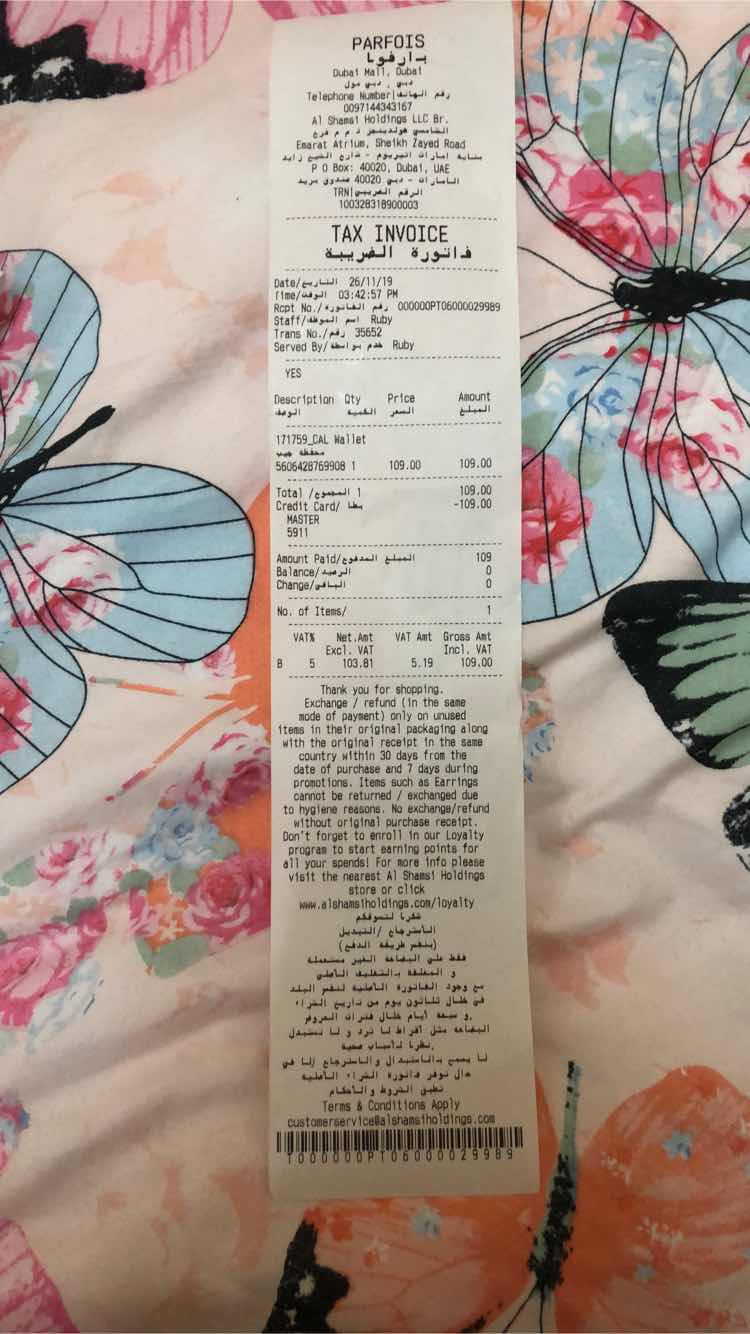 PARFOIS
بارفوا
Dubai Mall, Dubai
دبي , دبي مول
Telephone Number|رقم الهاتف
0097144343167
Al Shamsi Holdings LLC Br.
الشامسي هولدينجز ذ م م فرع
Emarat Atrium, Sheikh Zayed Road
بنايه امارات اتيريوم - شارع الشيخ زايد
P O Box: 40020, Dubai, UAE
الامارات - دبي 40020 صندوق بريد
TRN|الرقم الضريبي
100328318900003
TAX INVOICE
فاتورة الضريبة
Date/التاريخ 26/11/19
Time/الوقت 03:42:57 PM
Rcpt No./رقم الفاتورة 000000PT06000029989
Staff/اسم الموظف Ruby
Trans No./رقم 35652
Served By/خدم بواسطة Ruby
YES
Description Qty Price Amount
الوصف الكمية السعر المبلغ
171759_CAL Wallet
محفظة جيب
5606428769908 1 109.00 109.00
Total /المجموع 1 109.00
Credit Card/ بطا -109.00
MASTER
5911
Amount Paid/المبلغ المدفوع 109
Balance/الرصيد 0
Change/الباقي 0
No. of Items/ 1
VAT% Net.Amt VAT Amt Gross Amt
Excl. VAT Incl. VAT
B 5 103.81 5.19 109.00
Thank you for shopping.
Exchange / refund (in the same
mode of payment) only on unused
items in their original packaging along
with the original receipt in the same
country within 30 days from the
date of purchase and 7 days during
promotions. Items such as Earrings
cannot be returned / exchanged due
to hygiene reasons. No exchange/refund
without original purchase receipt.
Don't forget to enroll in our Loyalty
program to start earning points for
all your spends! For more info please
visit the nearest Al Shamsi Holdings
store or click
www.alshamsiholdings.com/loyalty
شكرا لتسوقكم
الأسترجاع /التبديل
(بنفس طريقة الدفع)
فقط علي البضاعة الغير مستعملة
و المغلفة بالتغليف الأصلي
مع وجود الفاتورة الأصلية لنفس البلد
في خلال ثلاثون يوم من تاريخ الشراء
.و سبعة أيام خلال فترات العروض
البضاعه مثل أقراط لا ترد و لا تستبدل
.نظرا لأسباب صحية
لا يسمح بالاستبدال والاسترجاع إلا في
حال توفر فاتورة الشراء الأصلية
تطبق الشروط والأحكام
Terms & Conditions Apply
customerservice@alshamsiholdings.com
T000000PT06000029989